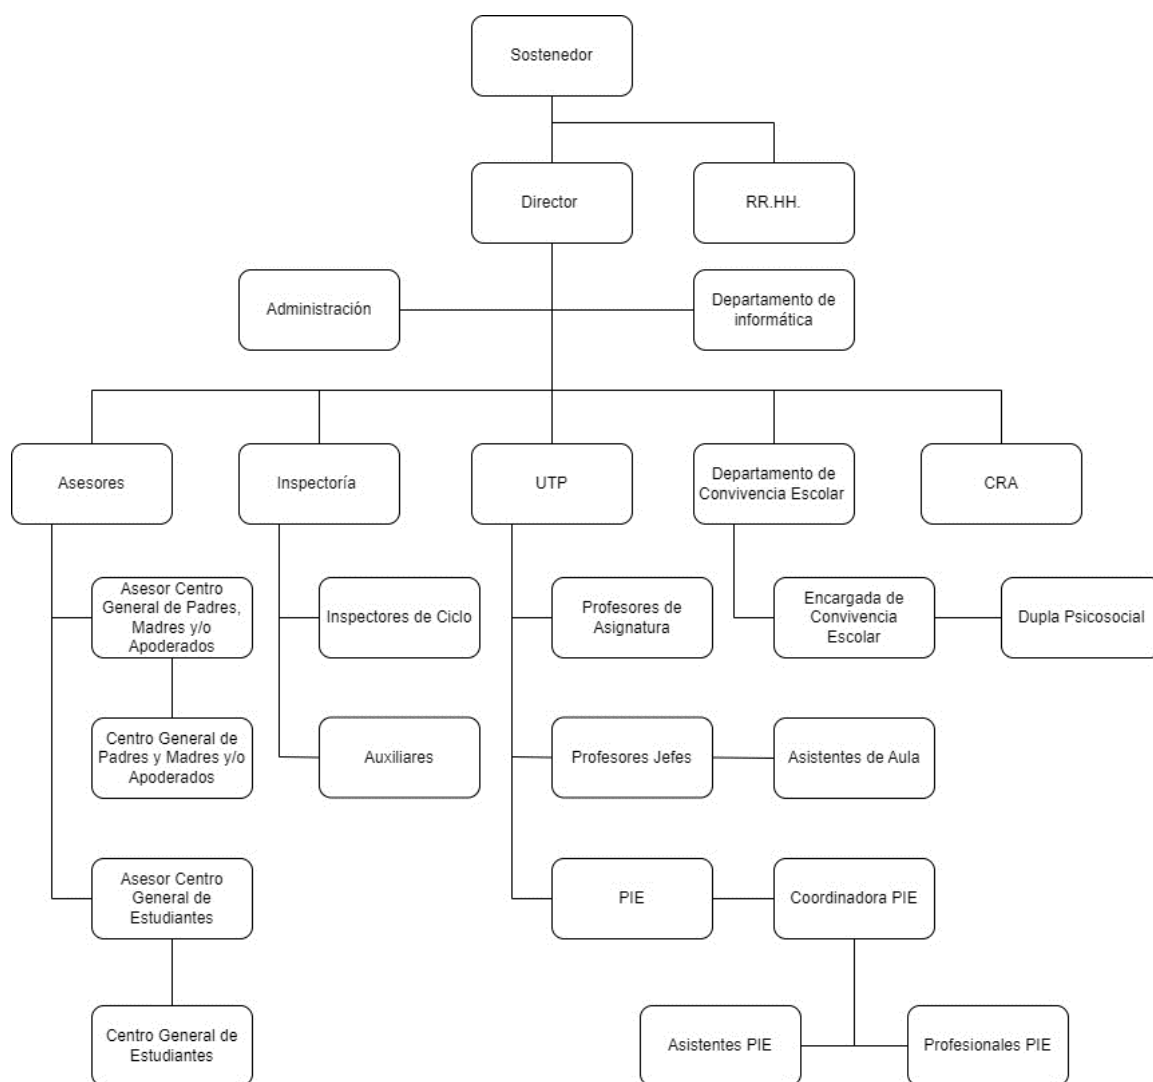 Sostenedor
Director
RR.HH.
Administración
Departamento de
informática
Asesores
Inspectoría
UTP
Departamento de
Convivencia Escolar
CRA
Asesor Centro
General de Padres,
Madres y/o
Apoderados
Inspectores de Ciclo
Profesores de
Asignatura
Encargada de
Convivencia
Escolar
Dupla Psicosocial
Centro General de
Padres y Madres y/o
Apoderados
Auxiliares
Profesores Jefes
Asistentes de Aula
Asesor Centro
General de
Estudiantes
PIE
Coordinadora PIE
Centro General de
Estudiantes
Asistentes PIE
Profesionales PIE